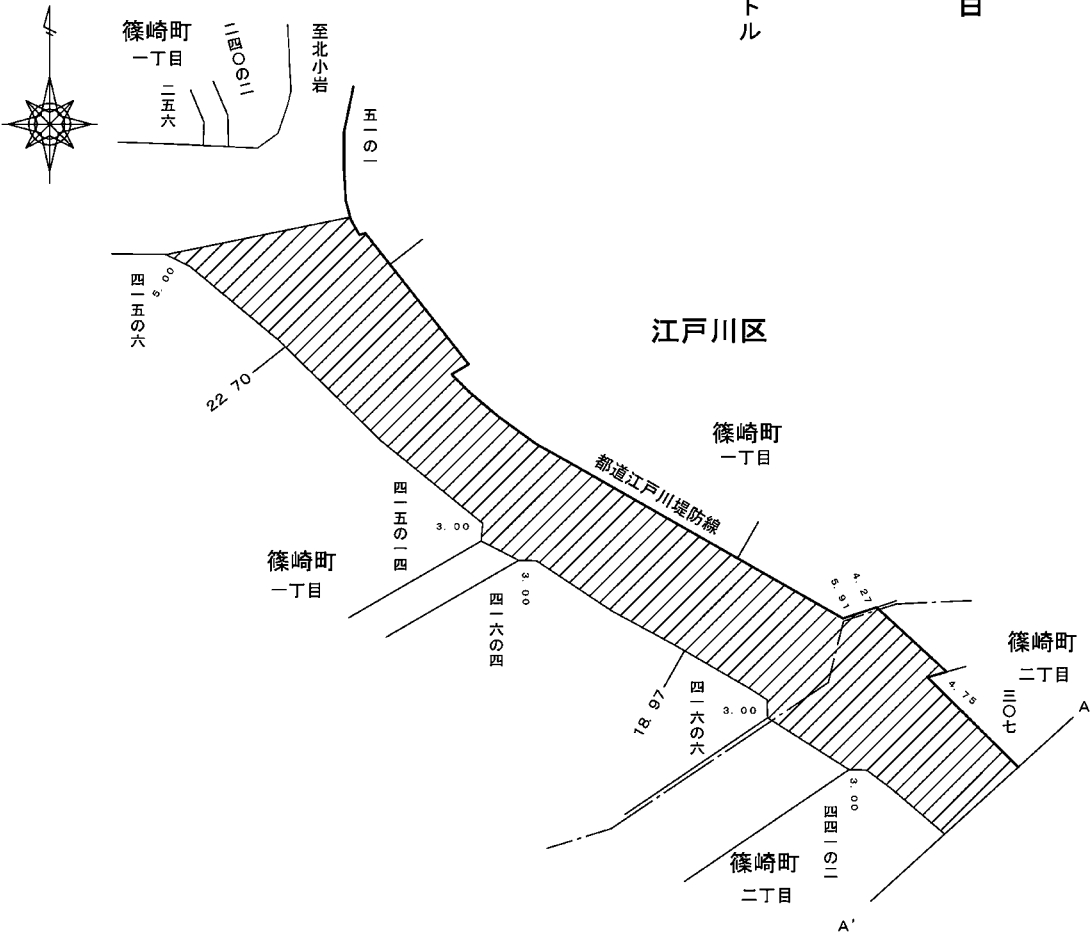 トル
篠崎町
一丁目
二四〇の二
二五六
至北小岩
五一の一
四一五の六
5.00
22 70
江戸川区
篠崎町
一丁目
都道江戸川堤防線
四一五の一四
3.00
篠崎町
一丁目
四一六の四
3.00
5.91
4.27
篠崎町
二丁目
三〇七
4.75
A
18 97
四一六の六
3.00
3.00
四四一の二
篠崎町
二丁目
A'